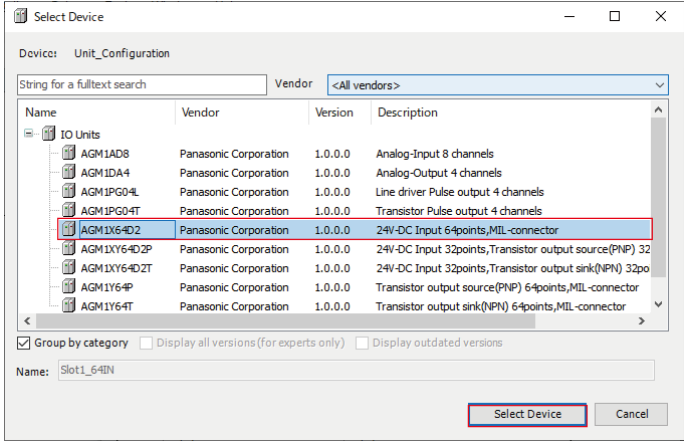 Select Device
Device: Unit_Configuration
String for a fulltext search Vendor <All vendors>
Name Vendor Version Description
IO Units
AGM1AD8 Panasonic Corporation 1.0.0.0 Analog-Input 8 channels
AGM1DA4 Panasonic Corporation 1.0.0.0 Analog-Output 4 channels
AGM1PG04L Panasonic Corporation 1.0.0.0 Line driver Pulse output 4 channels
AGM1PG04T Panasonic Corporation 1.0.0.0 Transistor Pulse output 4 channels
AGM1X64D2 Panasonic Corporation 1.0.0.0 24V-DC Input 64points,MIL-connector
AGM1XY64D2P Panasonic Corporation 1.0.0.0 24V-DC Input 32points,Transistor output source(PNP) 32
AGM1XY64D2T Panasonic Corporation 1.0.0.0 24V-DC Input 32points,Transistor output sink(NPN) 32po
AGM1Y64P Panasonic Corporation 1.0.0.0 Transistor output source(PNP) 64points,MIL-connector
AGM1Y64T Panasonic Corporation 1.0.0.0 Transistor output sink(NPN) 64points,MIL-connector
Group by category Display all versions (for experts only) Display outdated versions
Name: Slot1_64IN
Select Device Cancel